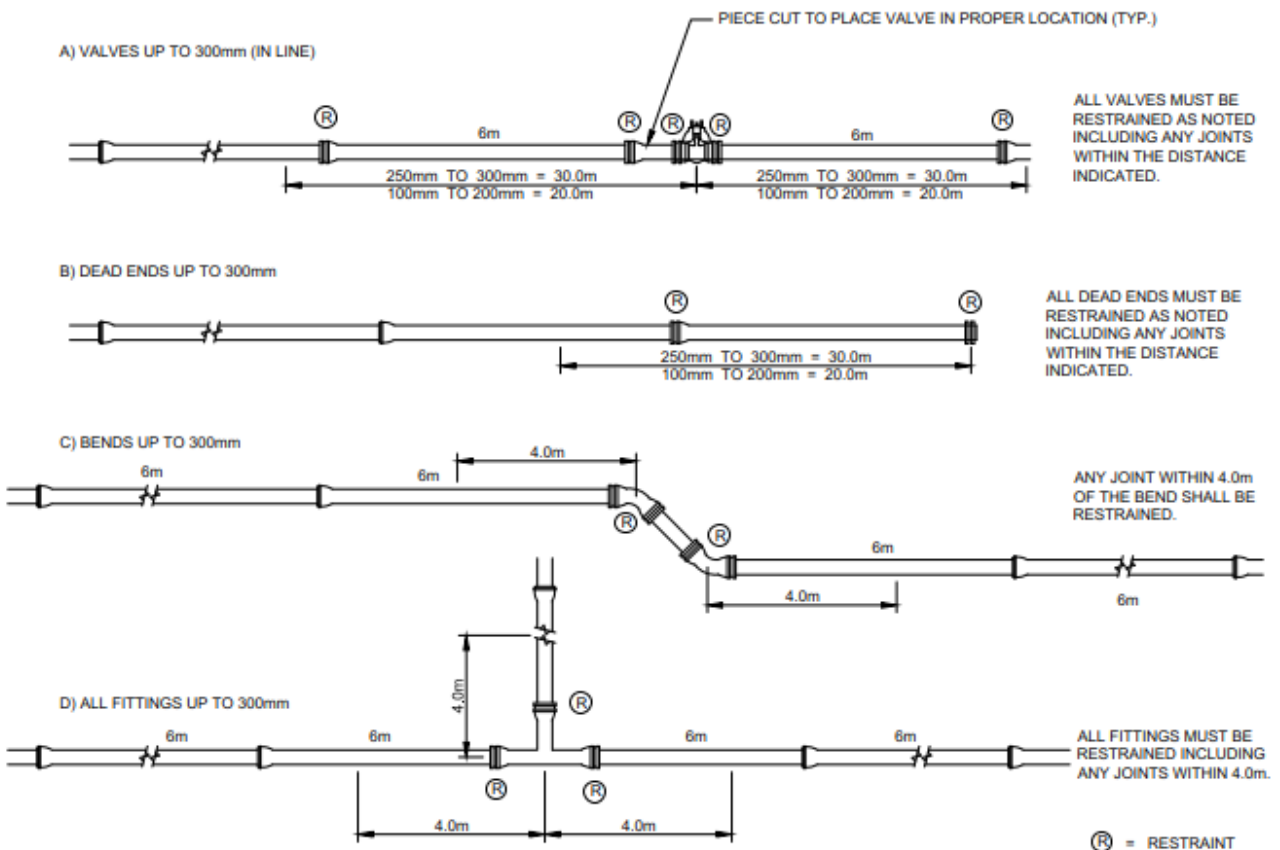 PIECE CUT TO PLACE VALVE IN PROPER LOCATION (TYP.)
A) VALVES UP TO 300mm (IN LINE)
R
R
R
R
R
6m
6m
250mm TO 300mm = 30.0m
100mm TO 200mm = 20.0m
250mm TO 300mm = 30.0m
100mm TO 200mm = 20.0m
ALL VALVES MUST BE
RESTRAINED AS NOTED
INCLUDING ANY JOINTS
WITHIN THE DISTANCE
INDICATED.
B) DEAD ENDS UP TO 300mm
R
R
250mm TO 300mm = 30.0m
100mm TO 200mm = 20.0m
ALL DEAD ENDS MUST BE
RESTRAINED AS NOTED
INCLUDING ANY JOINTS
WITHIN THE DISTANCE
INDICATED.
C) BENDS UP TO 300mm
6m
6m
4.0m
R
R
6m
4.0m
6m
ANY JOINT WITHIN 4.0m
OF THE BEND SHALL BE
RESTRAINED.
D) ALL FITTINGS UP TO 300mm
4.0m
R
6m
6m
6m
6m
R
R
4.0m
4.0m
ALL FITTINGS MUST BE
RESTRAINED INCLUDING
ANY JOINTS WITHIN 4.0m.
R = RESTRAINT